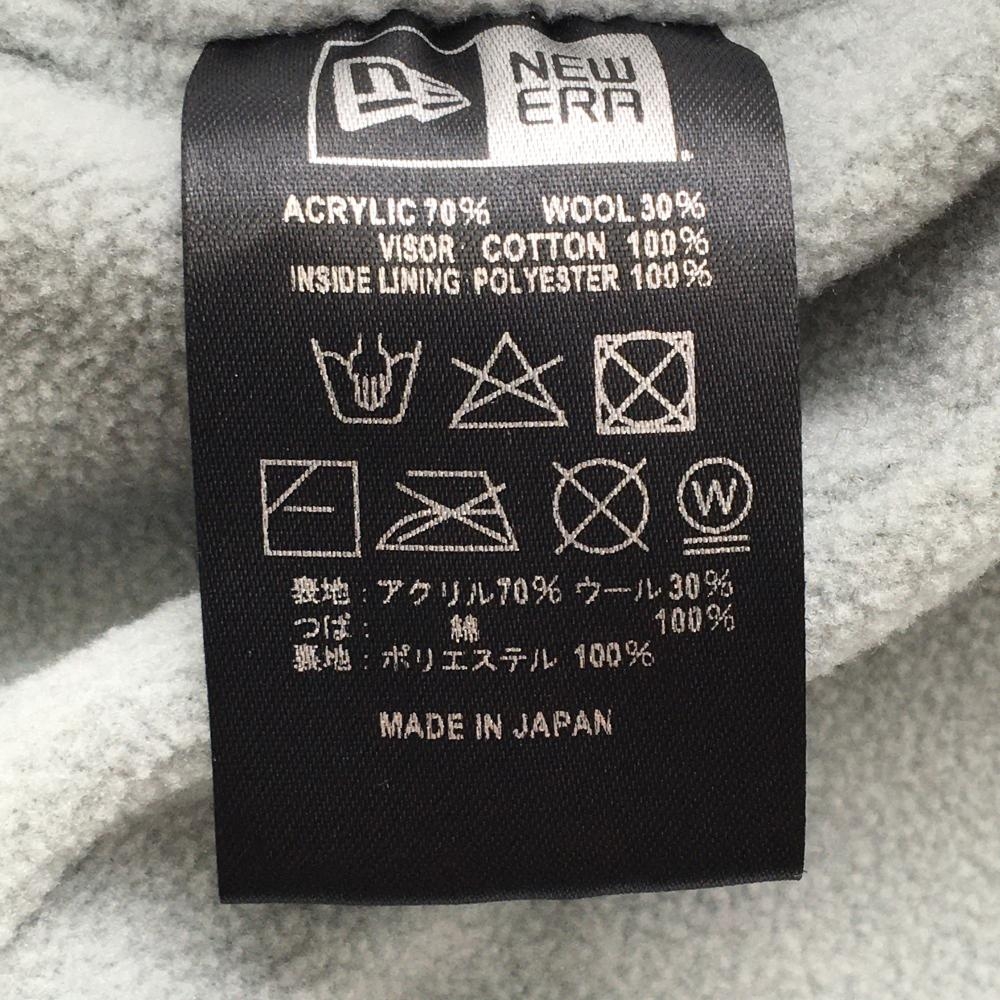 NEW
ERA
ACRYLIC 70% WOOL 30%
VISOR COTTON 100%
INSIDE LINING POLYESTER 100%
W
表地:アクリル70% ウール30%
つば: 綿 100%
裏地:ポリエステル 100%
MADE IN JAPAN